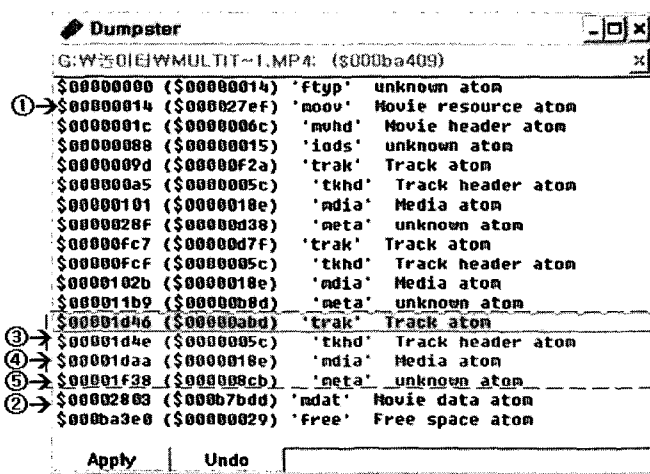 Dumpster
G:₩논이터₩MULTIT~1.MP4: ($000ba409)
$00000000 ($00000014) 'ftyp' unknown atom
①→$00000014 ($000027ef) 'moov' Movie resource atom
$0000001c ($0000006c) 'mvhd' Movie header atom
$00000088 ($00000015) 'iods' unknown atom
$0000009d ($00000f2a) 'trak' Track atom
$000000a5 ($0000005c) 'tkhd' Track header atom
$00000101 ($0000018e) 'mdia' Media atom
$0000028f ($00000d38) 'meta' unknown atom
$00000fc7 ($00000d7f) 'trak' Track atom
$00000fcf ($0000005c) 'tkhd' Track header atom
$0000102b ($0000018e) 'mdia' Media atom
$000011b9 ($00000b8d) 'meta' unknown atom
$00001d46 ($00000abd) 'trak' Track atom
③→$00001d4e ($0000005c) 'tkhd' Track header atom
④→$00001daa ($0000018e) 'mdia' Media atom
⑤→$00001f38 ($000008cb) 'meta' unknown atom
②→$00002803 ($000b7bdd) 'mdat' Movie data atom
$000ba3e0 ($00000029) 'free' Free space atom
Apply Undo